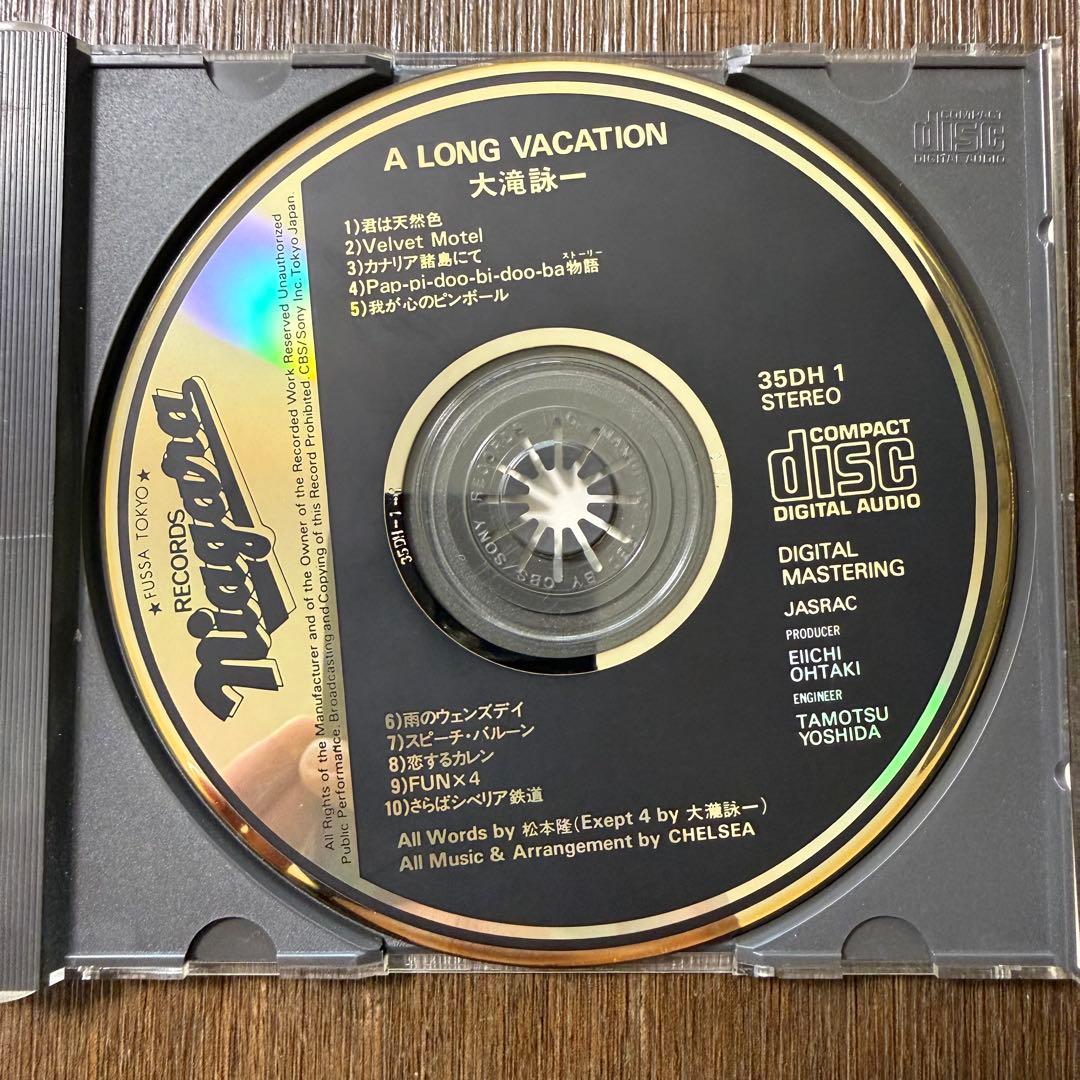 A LONG VACATION
大滝詠一
1)君は天然色
2)Velvet Motel
3)カナリア諸島にて
4)Pap-pi-doo-bi-doo-ba物語
ストーリー
5)我が心のピンボール
35DH 1
STEREO
COMPACT
disc
DIGITAL AUDIO
DIGITAL
MASTERING
JASRAC
PRODUCER
EIICHI
OHTAKI
ENGINEER
TAMOTSU
YOSHIDA
6)雨のウェンズデイ
7)スピーチ・バルーン
8)恋するカレン
9)FUN×4
10)さらばシベリア鉄道
All Words by 松本隆(Exept 4 by 大瀧詠一)
All Music & Arrangement by CHELSEA
★FUSSA TOKYO★
RECORDS
Niagara
All Rights of the Manufacturer and of the Owner of the Recorded Work Reserved Unauthorized
Public Performance. Broadcasting and Copying of this Record Prohibited. CBS/Sony Inc. Tokyo Japan.
COMPACT
disc
DIGITAL AUDIO
BY CBS/SONY RECORDS